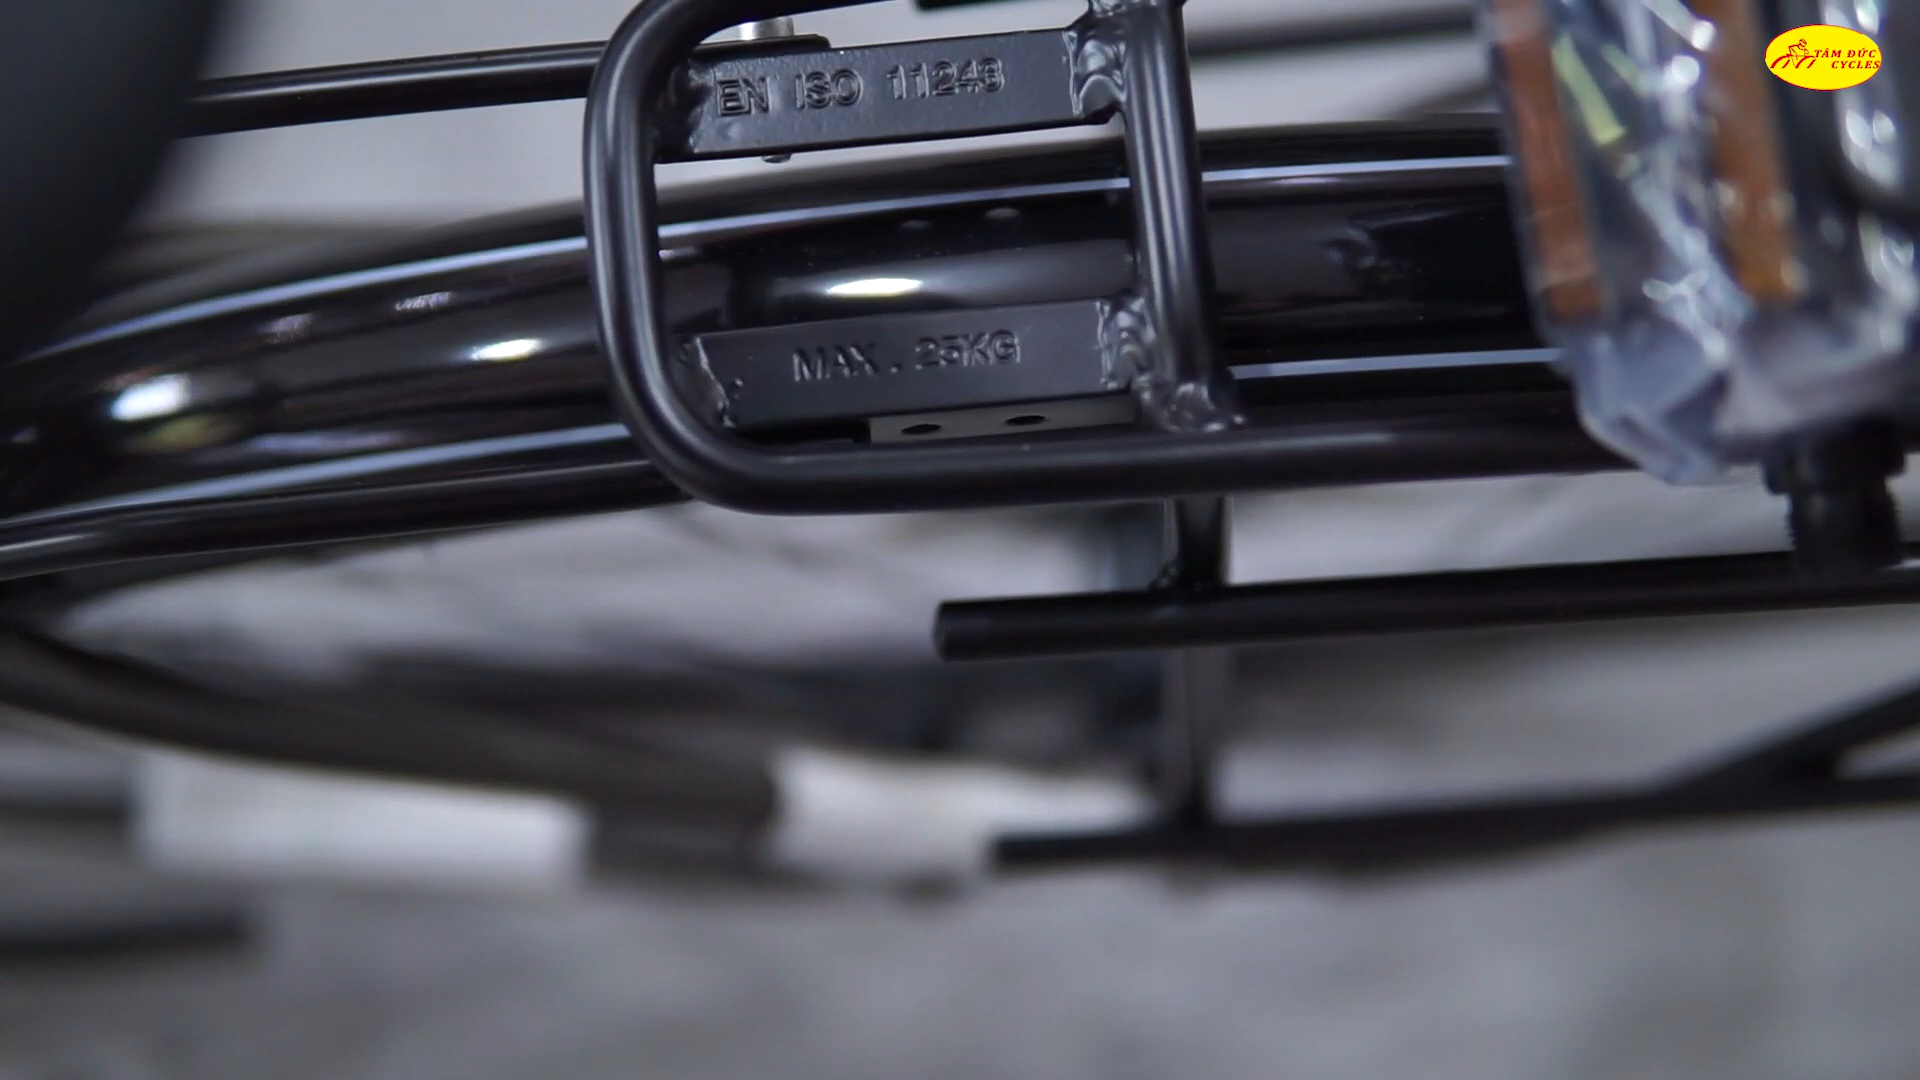 EN ISO 11243
MAX . 25KG
TÂM ĐỨC
CYCLES